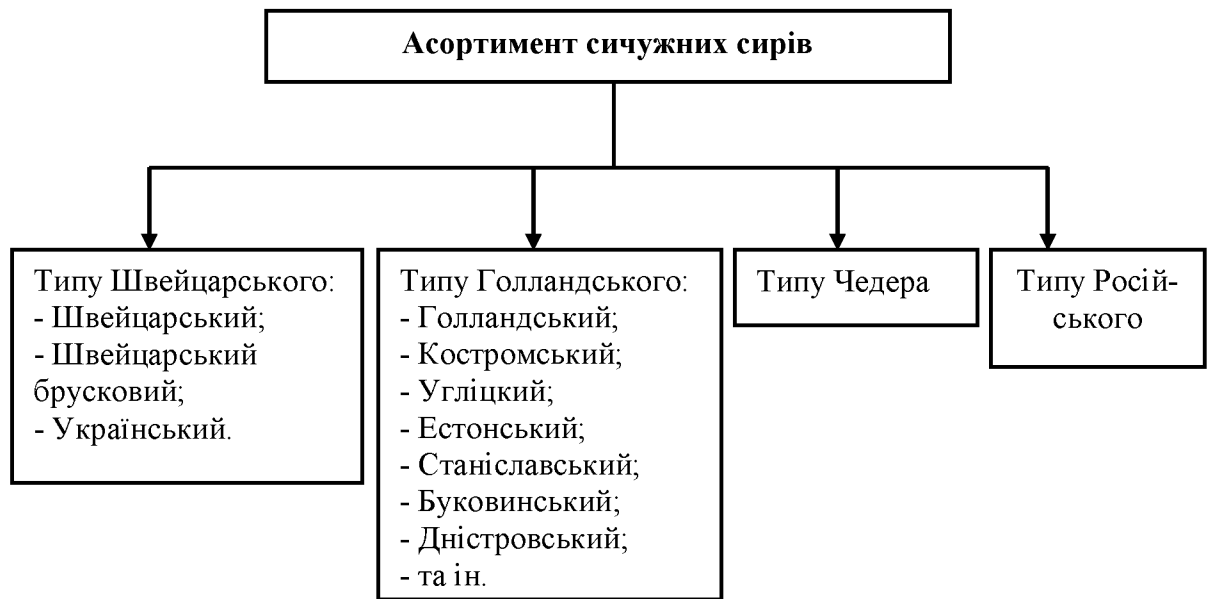 Асортимент сичужних сирів
Типу Швейцарського:
- Швейцарський;
- Швейцарський
брусковий;
- Український.
Типу Голландського:
- Голландський;
- Костромський;
- Угліцкий;
- Естонський;
- Станіславський;
- Буковинський;
- Дністровський;
- та ін.
Типу Чедера
Типу Росій-
ського